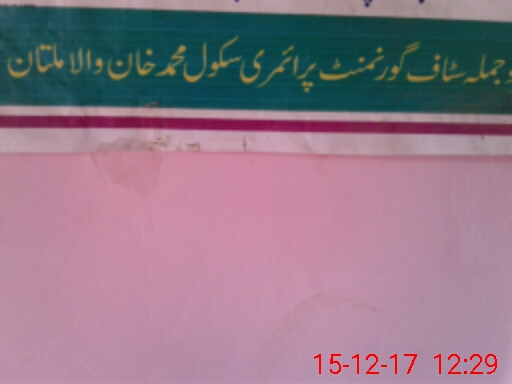 و جملہ سٹاف گورنمنٹ پرائمری سکول محمد خان والا ملتان
15-12-17 12:29